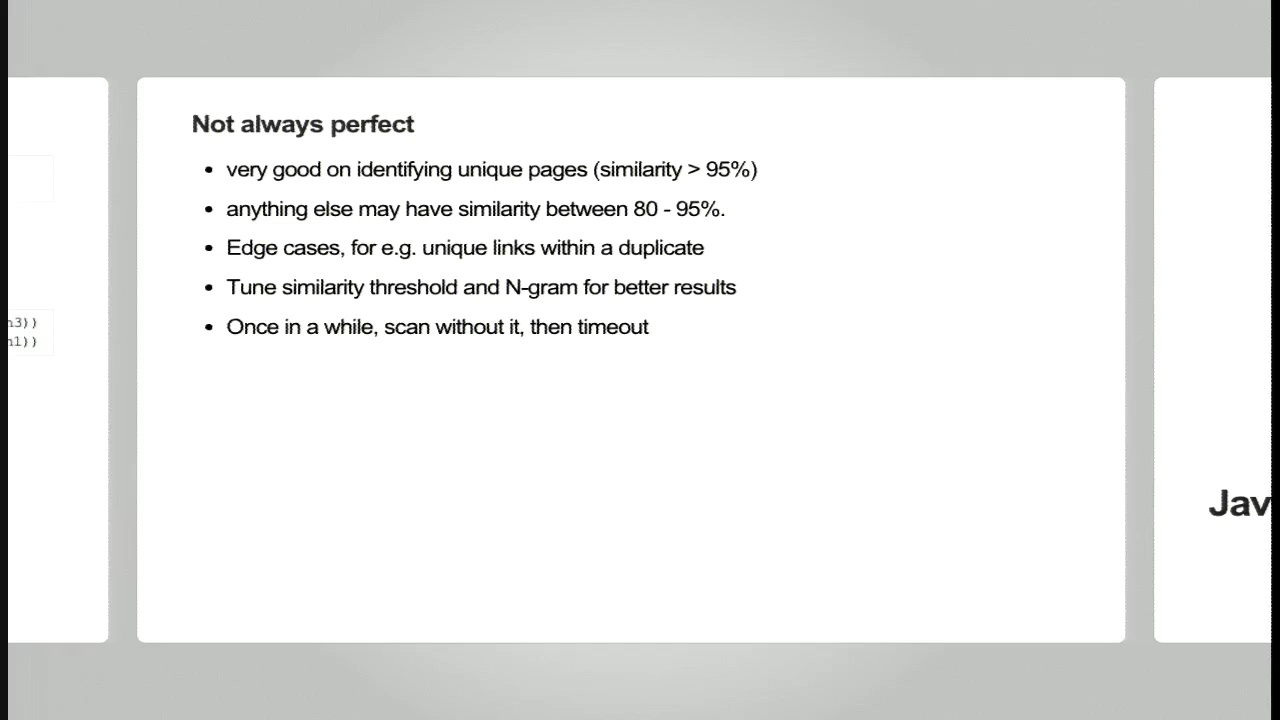 Not always perfect
• very good on identifying unique pages (similarity > 95%)
• anything else may have similarity between 80 - 95%.
• Edge cases, for e.g. unique links within a duplicate
• Tune similarity threshold and N-gram for better results
• Once in a while, scan without it, then timeout
n3))
n1))
Jav